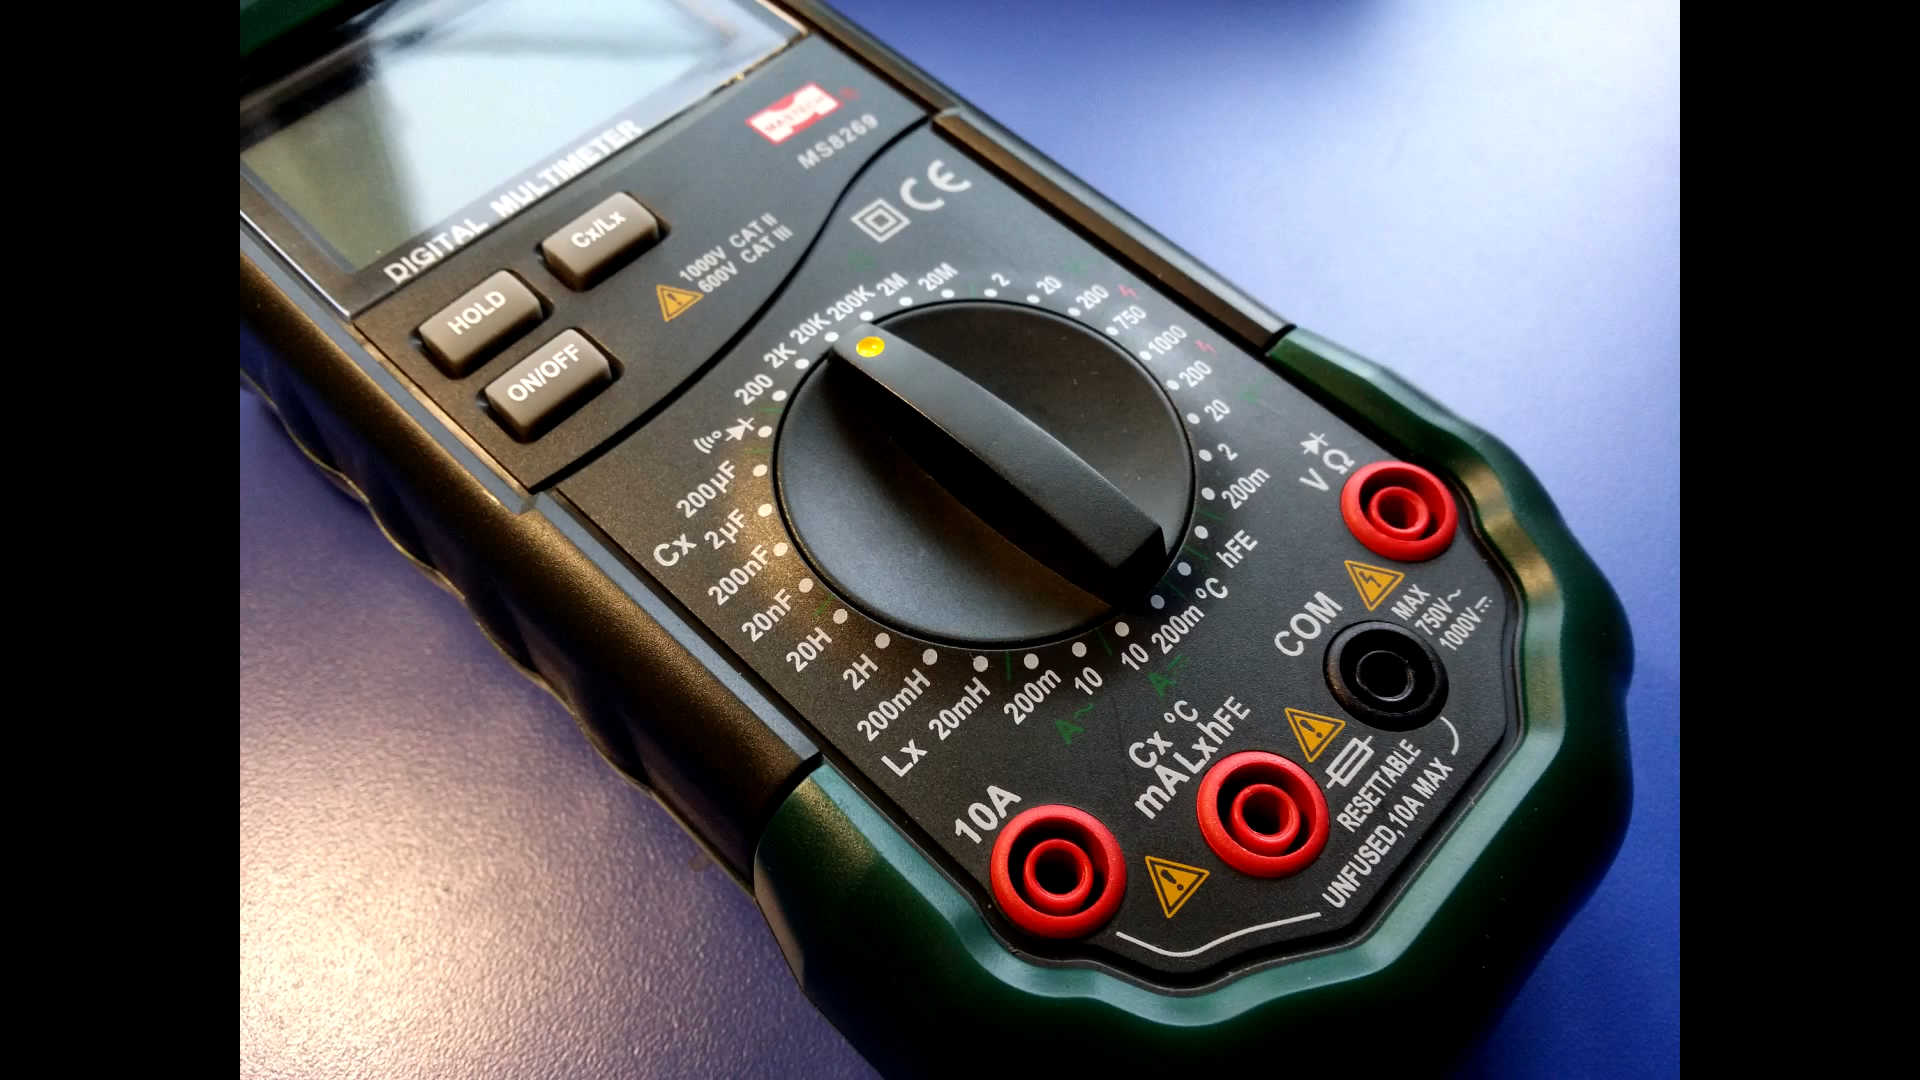 DIGITAL MULTIMETER
MASTECH
MS8269
Cx/Lx
HOLD
ON/OFF
1000V CAT II
600V CAT III
CE
200
2K
20K
200K
2M
20M
2
20
200
750
1000
200
20
2
200m
hFE
°C
200m
10
A⎓
10
200m
A~
20mH
200mH
2H
20H
Lx
20nF
200nF
2µF
200µF
Cx
V Ω
MAX
750V~
1000V⎓
COM
Cx °C
mALxhFE
10A
RESETTABLE
UNFUSED,10A MAX